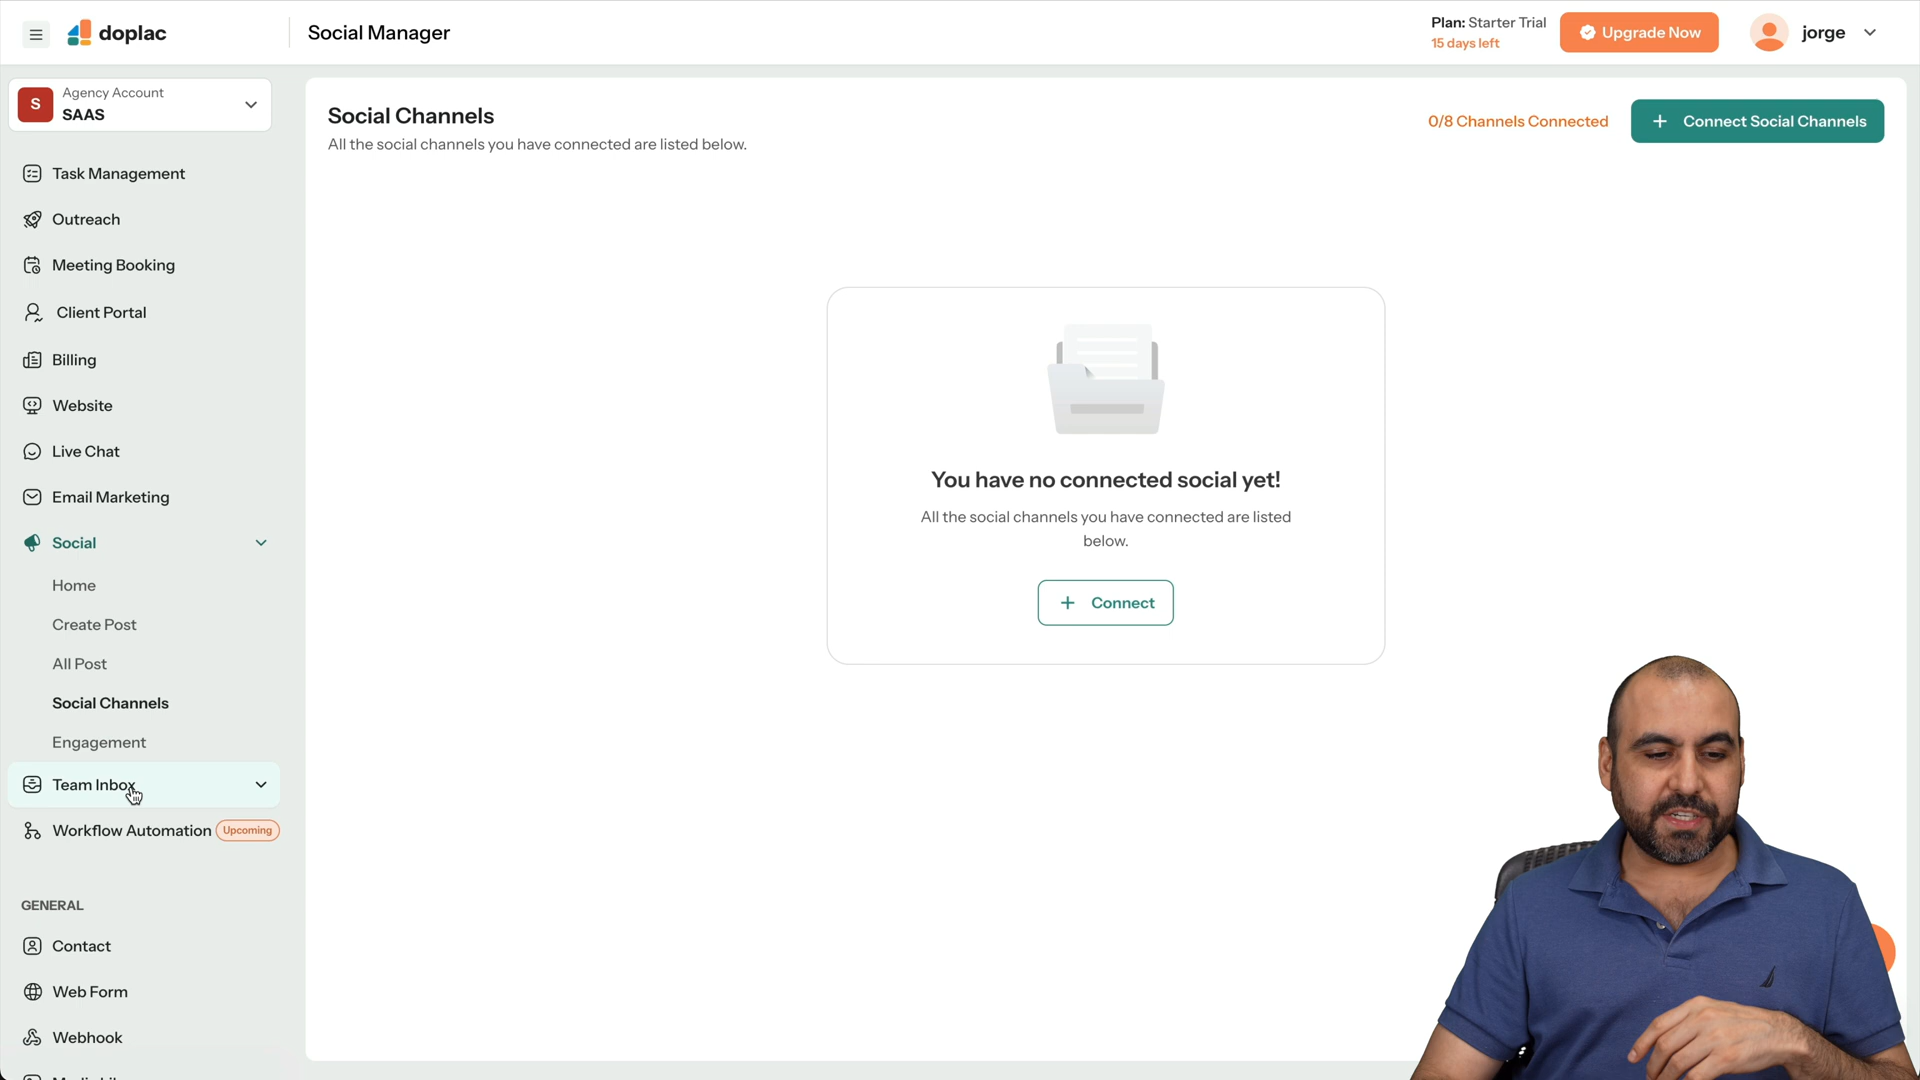 doplac
Social Manager
Plan: Starter Trial
15 days left
Upgrade Now
jorge
S
Agency Account
SAAS
Task Management
Outreach
Meeting Booking
Client Portal
Billing
Website
Live Chat
Email Marketing
Social
Home
Create Post
All Post
Social Channels
Engagement
Team Inbox
Workflow Automation Upcoming
GENERAL
Contact
Web Form
Webhook
Social Channels
All the social channels you have connected are listed below.
0/8 Channels Connected
+ Connect Social Channels
You have no connected social yet!
All the social channels you have connected are listed
below.
+ Connect